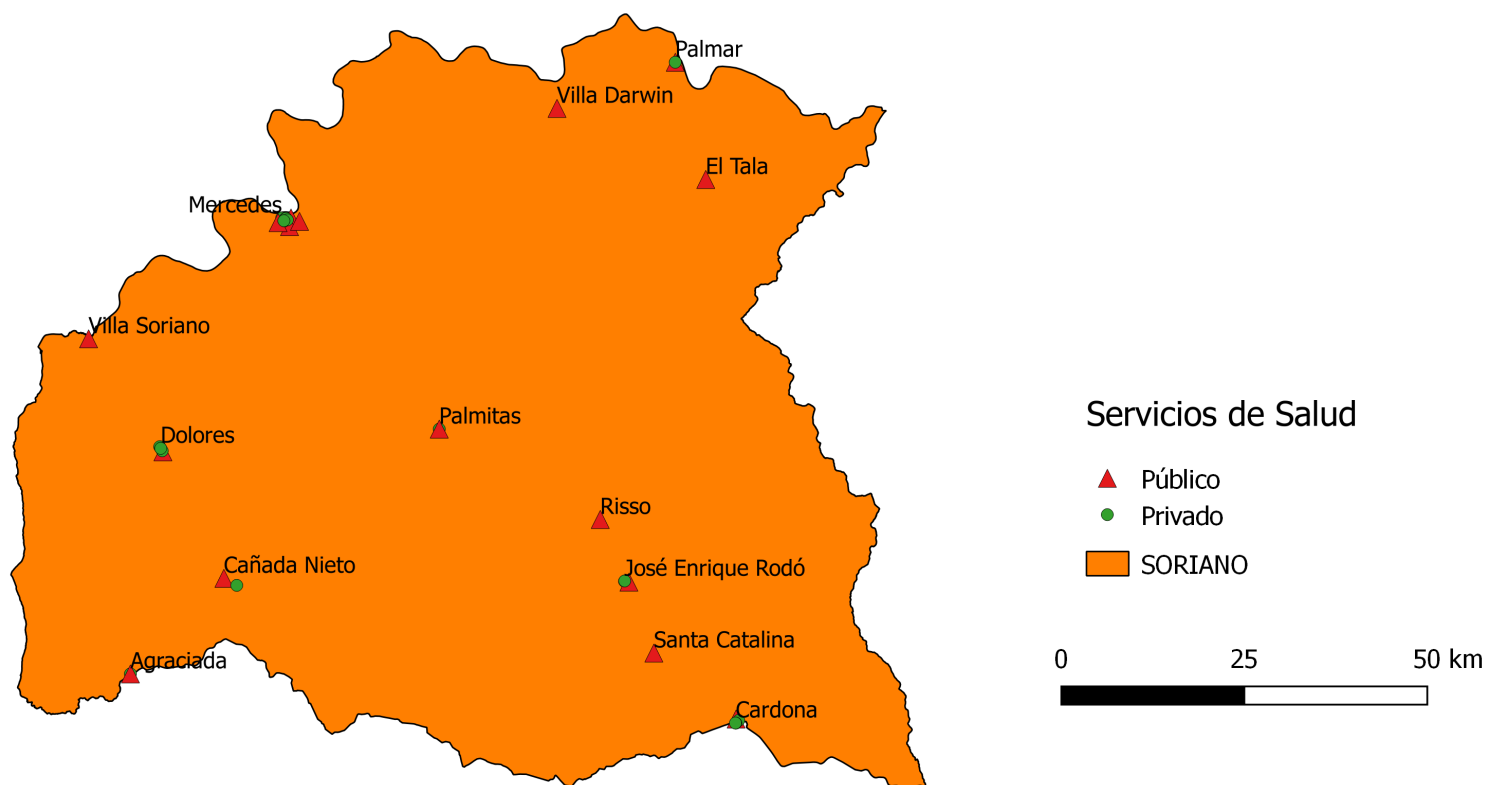 Palmar
Villa Darwin
El Tala
Mercedes
Villa Soriano
Palmitas
Dolores
Risso
Cañada Nieto
José Enrique Rodó
Santa Catalina
Agraciada
Cardona
Servicios de Salud
Público
Privado
SORIANO
0 25 50 km